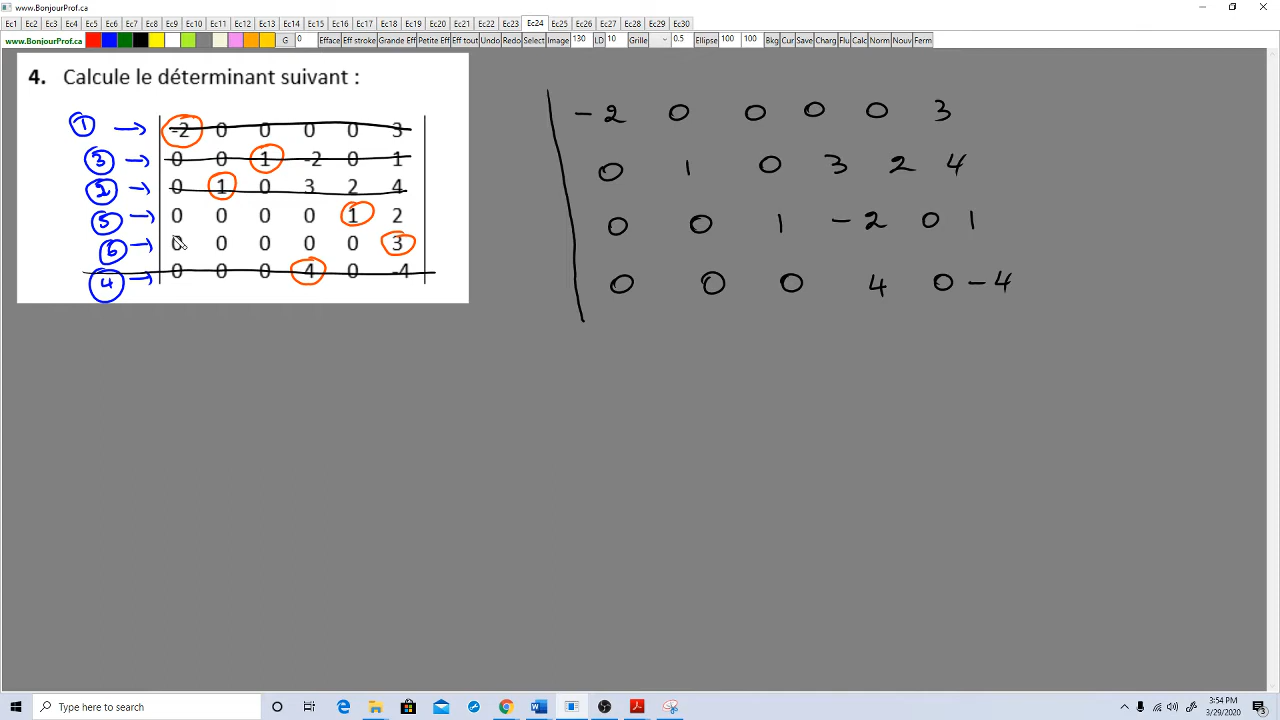 www.BonjourProf.ca
Ec1 Ec2 Ec3 Ec4 Ec5 Ec6 Ec7 Ec8 Ec9 Ec10 Ec11 Ec12 Ec13 Ec14 Ec15 Ec16 Ec17 Ec18 Ec19 Ec20 Ec21 Ec22 Ec23 Ec24 Ec25 Ec26 Ec27 Ec28 Ec29 Ec30
www.BonjourProf.ca G 0 Efface Eff stroke Grande Eff Petite Eff Eff tout Undo Redo Select Image 130 LD 10 Grille 0.5 Ellipse 100 100 Bkg Cur Save Charg Flu Calc Norm Nouv Ferm
4. Calcule le déterminant suivant :
1 → -2 0 0 0 0 3
3 → 0 0 1 -2 0 1
2 → 0 1 0 3 2 4
5 → 0 0 0 0 1 2
6 → 0 0 0 0 0 3
4 → 0 0 0 4 0 -4
-2 0 0 0 0 3
0 1 0 3 2 4
0 0 1 -2 0 1
0 0 0 4 0 -4
Type here to search
3:54 PM
3/29/2020
3